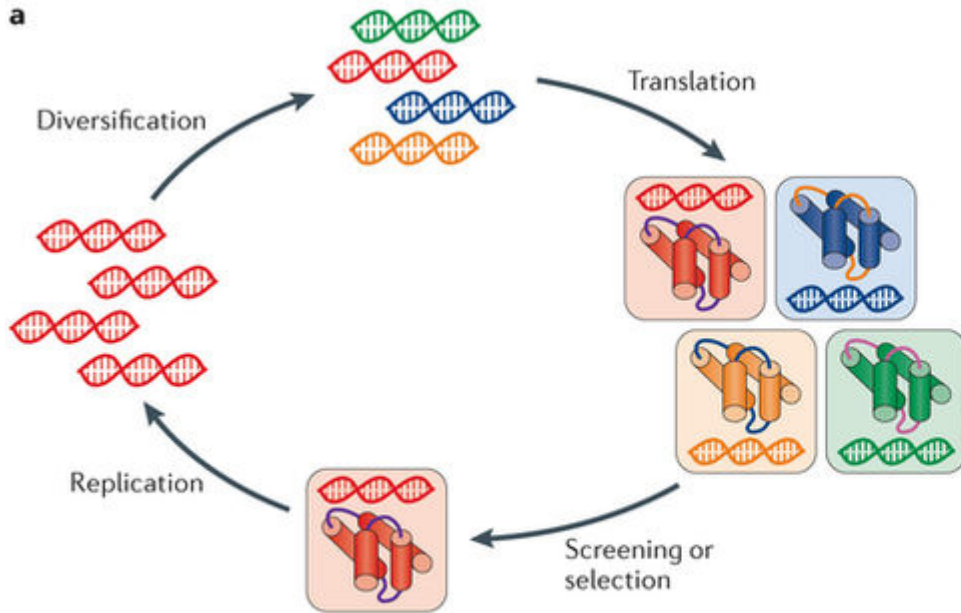 a
Diversification
Translation
Replication
Screening or
selection